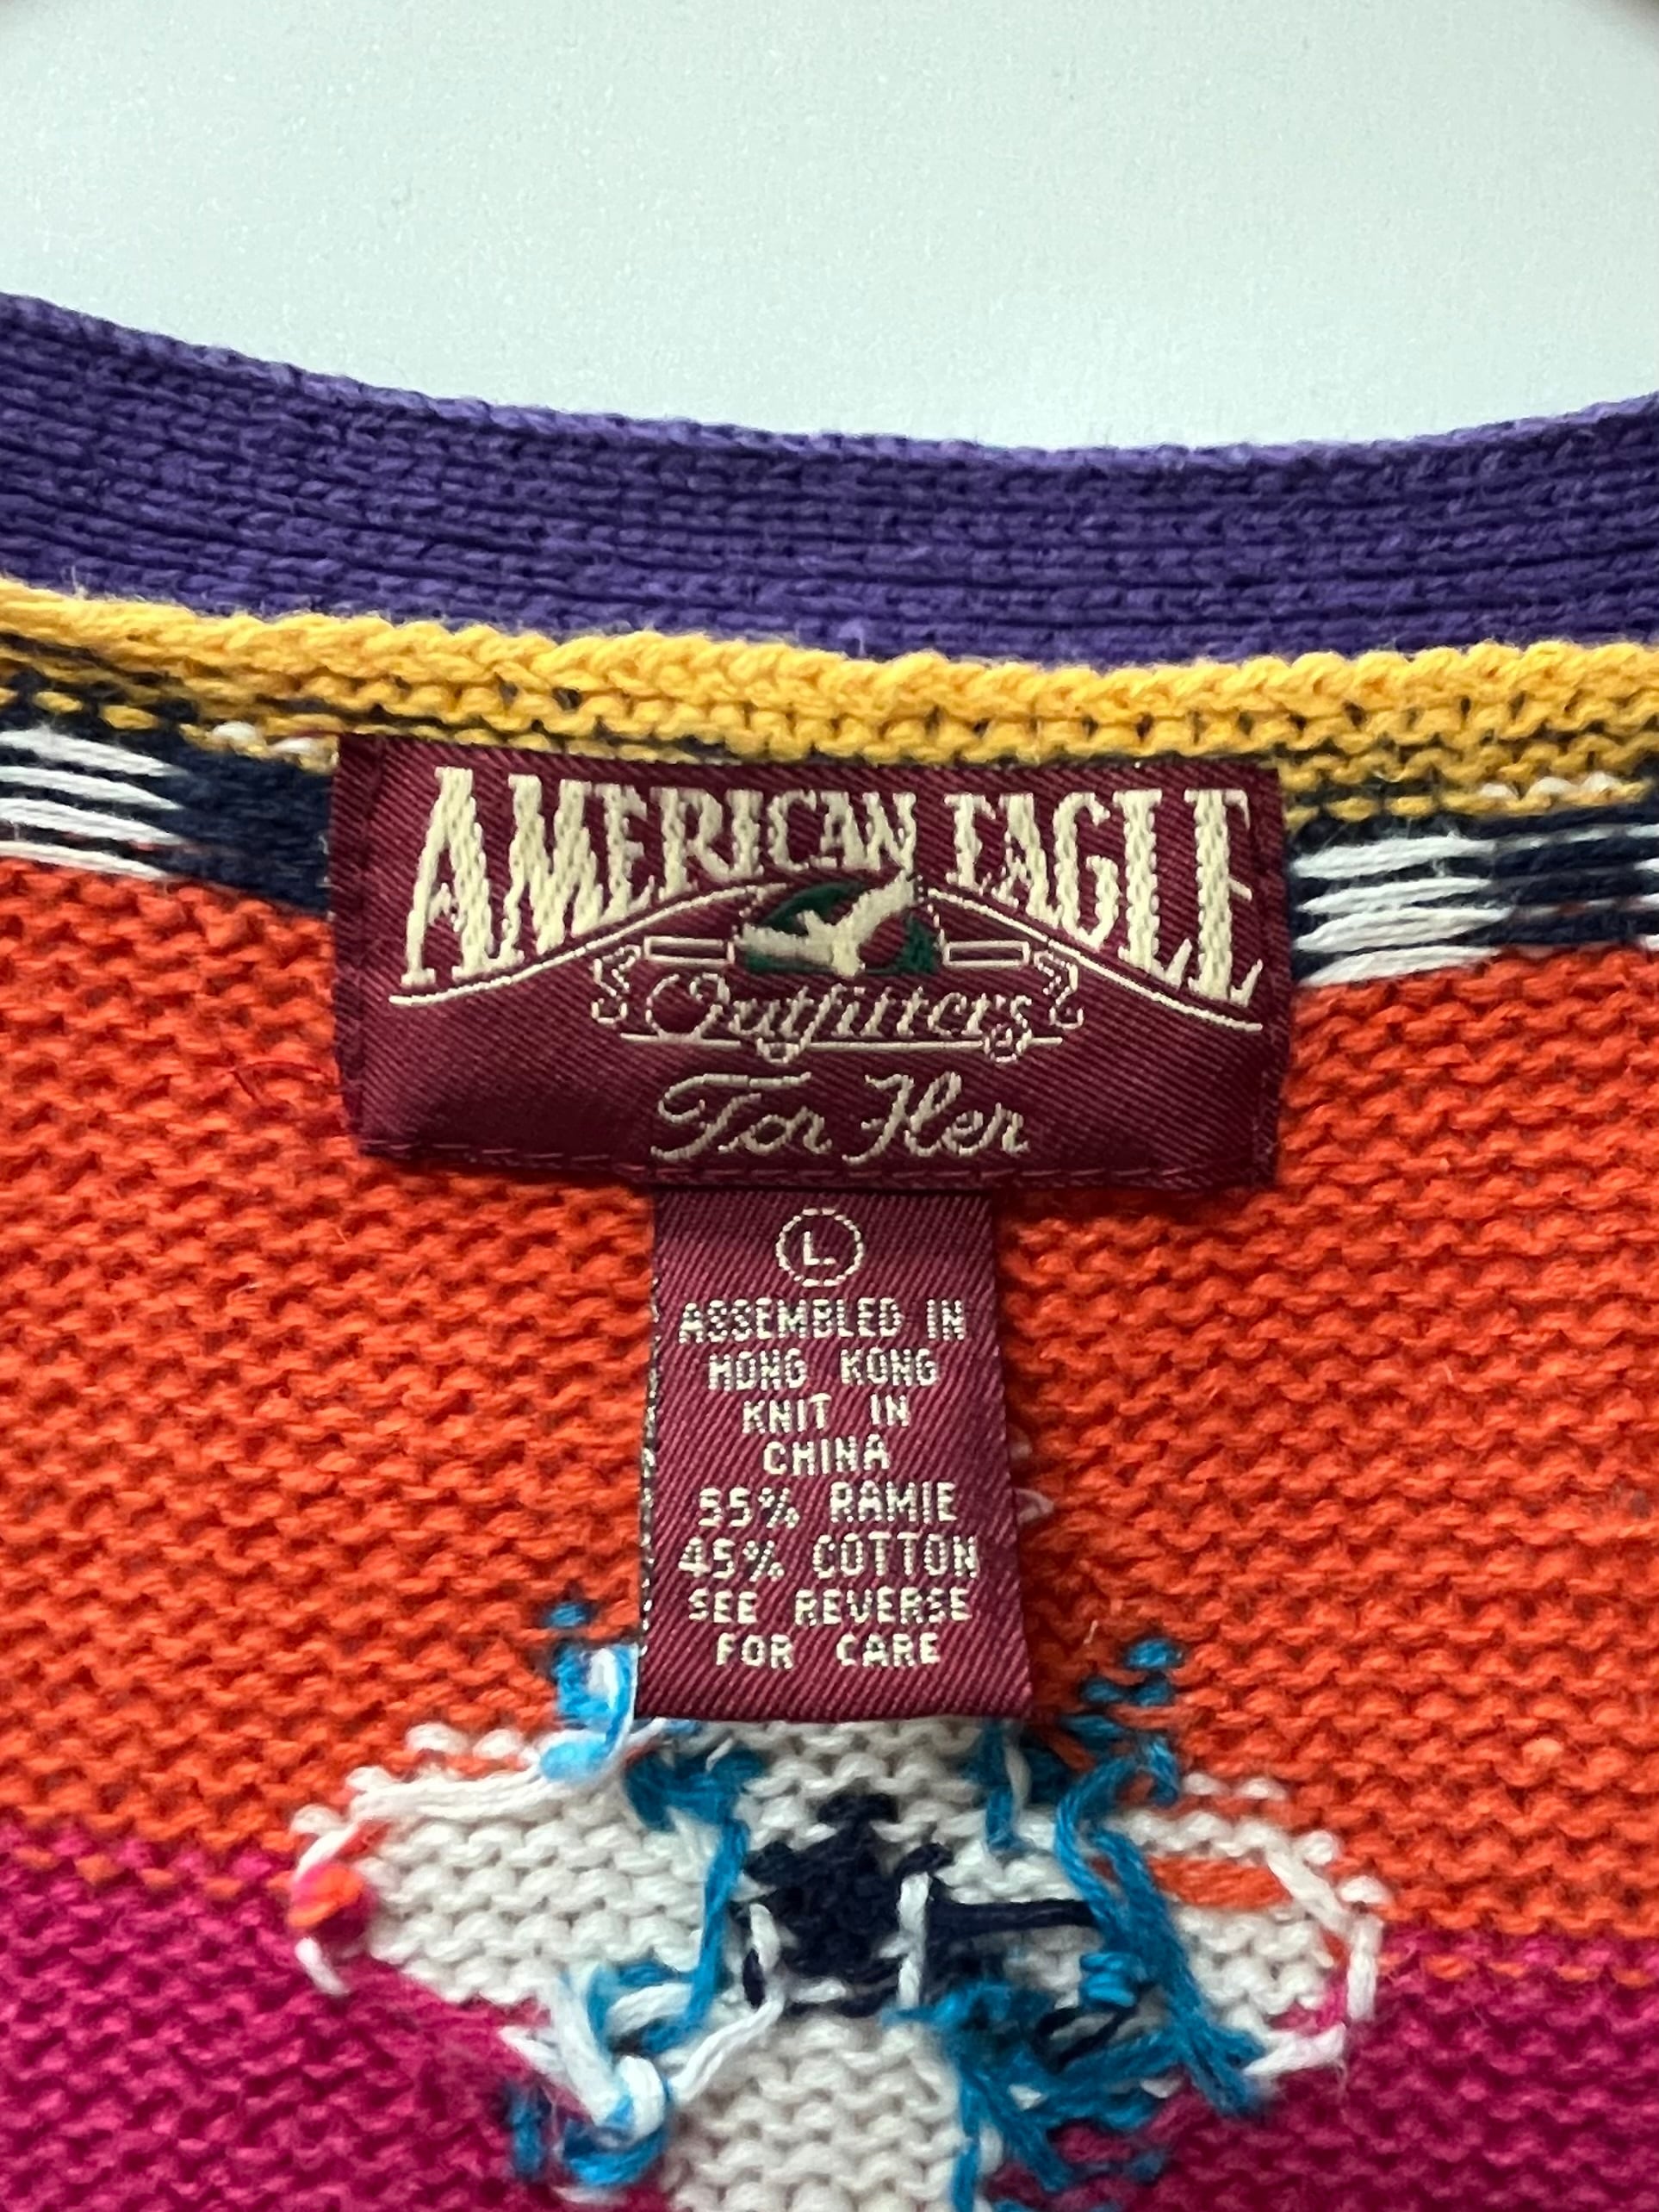 AMERICAN EAGLE
Outfitters
For Her
L
ASSEMBLED IN
HONG KONG
KNIT IN
CHINA
55% RAMIE
45% COTTON
SEE REVERSE
FOR CARE